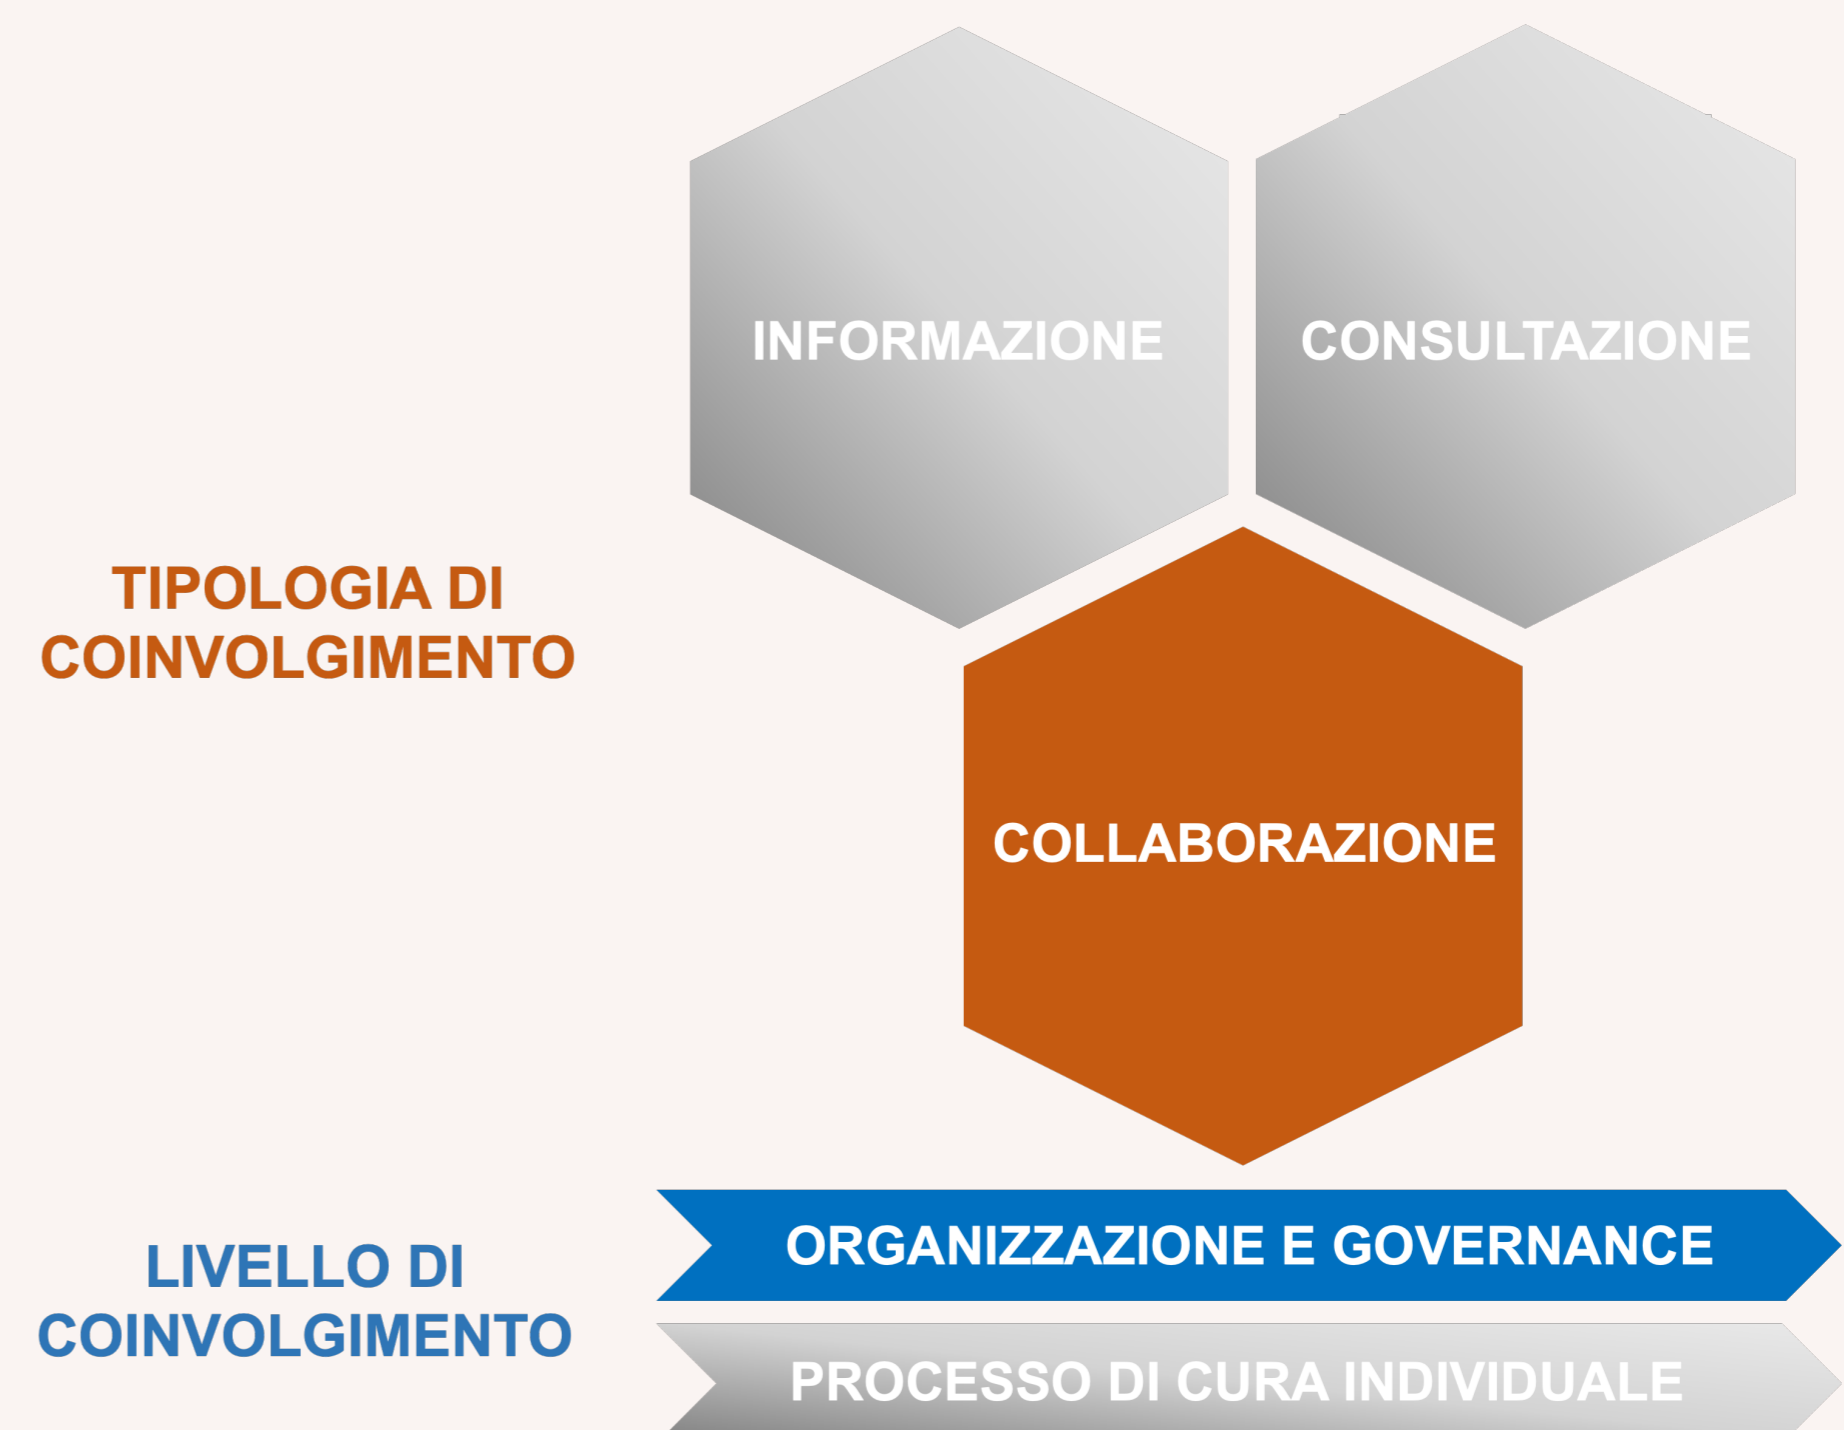 INFORMAZIONE
CONSULTAZIONE
TIPOLOGIA DI
COINVOLGIMENTO
COLLABORAZIONE
LIVELLO DI
COINVOLGIMENTO
ORGANIZZAZIONE E GOVERNANCE
PROCESSO DI CURA INDIVIDUALE